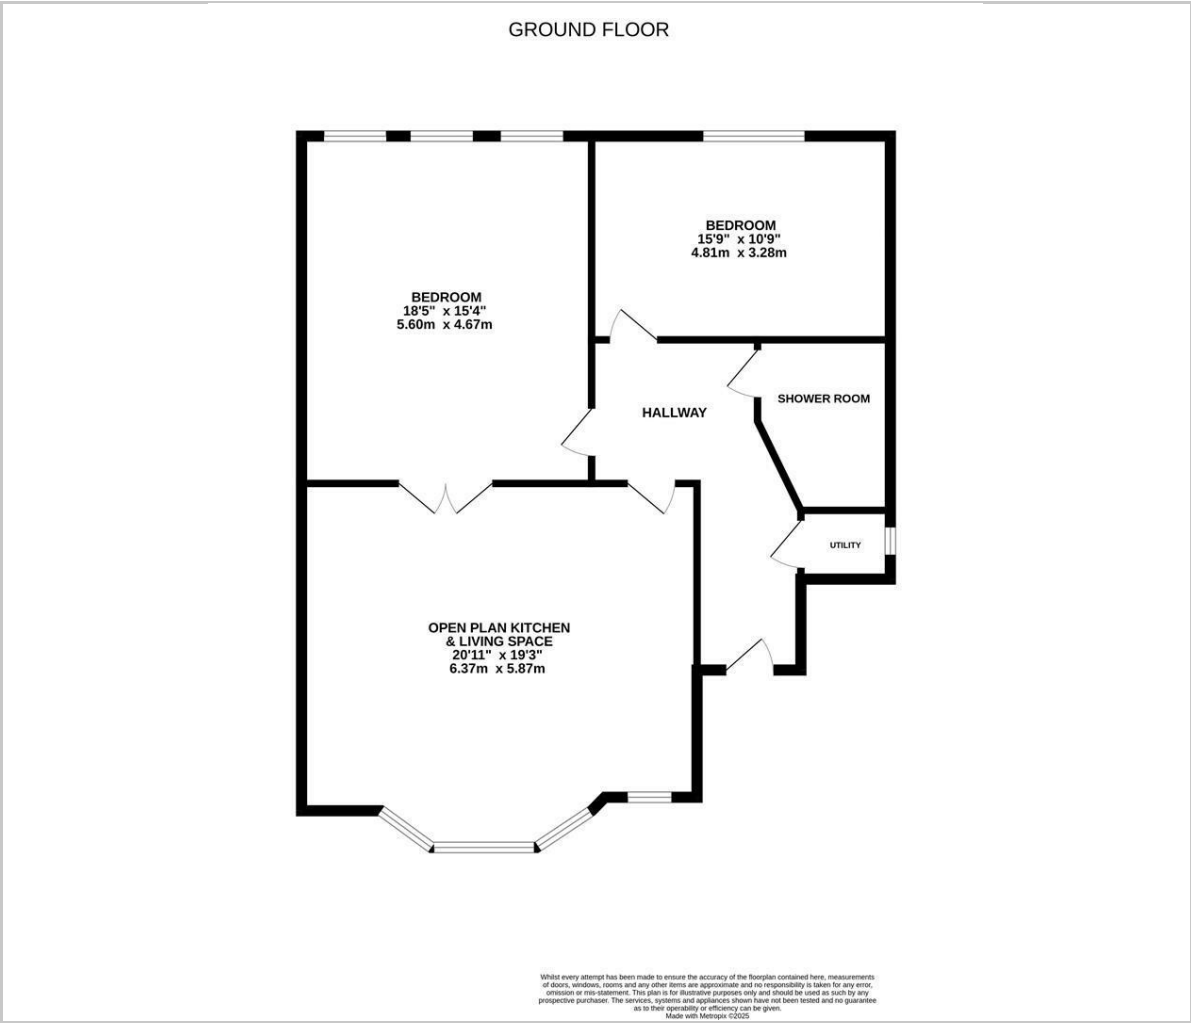 GROUND FLOOR
BEDROOM
15'9" x 10'9"
4.81m x 3.28m
BEDROOM
18'5" x 15'4"
5.60m x 4.67m
SHOWER ROOM
HALLWAY
UTILITY
OPEN PLAN KITCHEN
& LIVING SPACE
20'11" x 19'3"
6.37m x 5.87m
Whilst every attempt has been made to ensure the accuracy of the floorplan contained here, measurements
of doors, windows, rooms and any other items are approximate and no responsibility is taken for any error,
omission or mis-statement. This plan is for illustrative purposes only and should be used as such by any
prospective purchaser. The services, systems and appliances shown have not been tested and no guarantee
as to their operability or efficiency can be given.
Made with Metropix ©2025